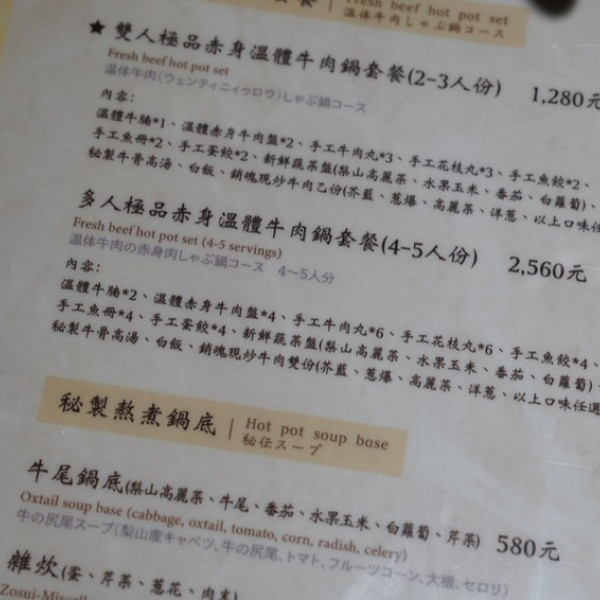 Fresh beef hot pot set
温体牛肉しゃぶ鍋コース
★ 雙人極品赤身溫體牛肉鍋套餐(2-3人份) 1,280元
Fresh beef hot pot set
温体牛肉(ウェンティニィゥロウ)しゃぶ鍋コース
內容:
溫體牛腩*1、溫體赤身牛肉盤*2、手工牛肉丸*3、手工花枝丸*3、手工魚餃*2、
手工魚冊*2、手工蛋餃*2、新鮮蔬菜盤(梨山高麗菜、水果玉米、番茄、白蘿蔔)、
秘製牛骨高湯、白飯、銷魂現炒牛肉乙份(芥藍、蔥爆、高麗菜、洋蔥、以上口味任
多人極品赤身溫體牛肉鍋套餐(4-5人份) 2,560元
Fresh beef hot pot set (4-5 servings)
温体牛肉の赤身肉しゃぶ鍋コース 4~5人分
內容:
溫體牛腩*2、溫體赤身牛肉盤*4、手工牛肉丸*6、手工花枝丸*6、手工魚餃*4、
手工魚冊*4、手工蛋餃*4、新鮮蔬菜盤(梨山高麗菜、水果玉米、番茄、白蘿蔔)、
秘製牛骨高湯、白飯、銷魂現炒牛肉雙份(芥藍、蔥爆、高麗菜、洋蔥、以上口味任選
秘製熬煮鍋底 | Hot pot soup base
秘伝スープ
牛尾鍋底(梨山高麗菜、牛尾、番茄、水果玉米、白蘿蔔、芹菜) 580元
Oxtail soup base (cabbage, oxtail, tomato, corn, radish, celery)
牛の尻尾スープ(梨山産キャベツ、牛の尻尾、トマト、フルーツコーン、大根、セロリ)
雜炊(蛋、芹菜、蔥花、肉末)